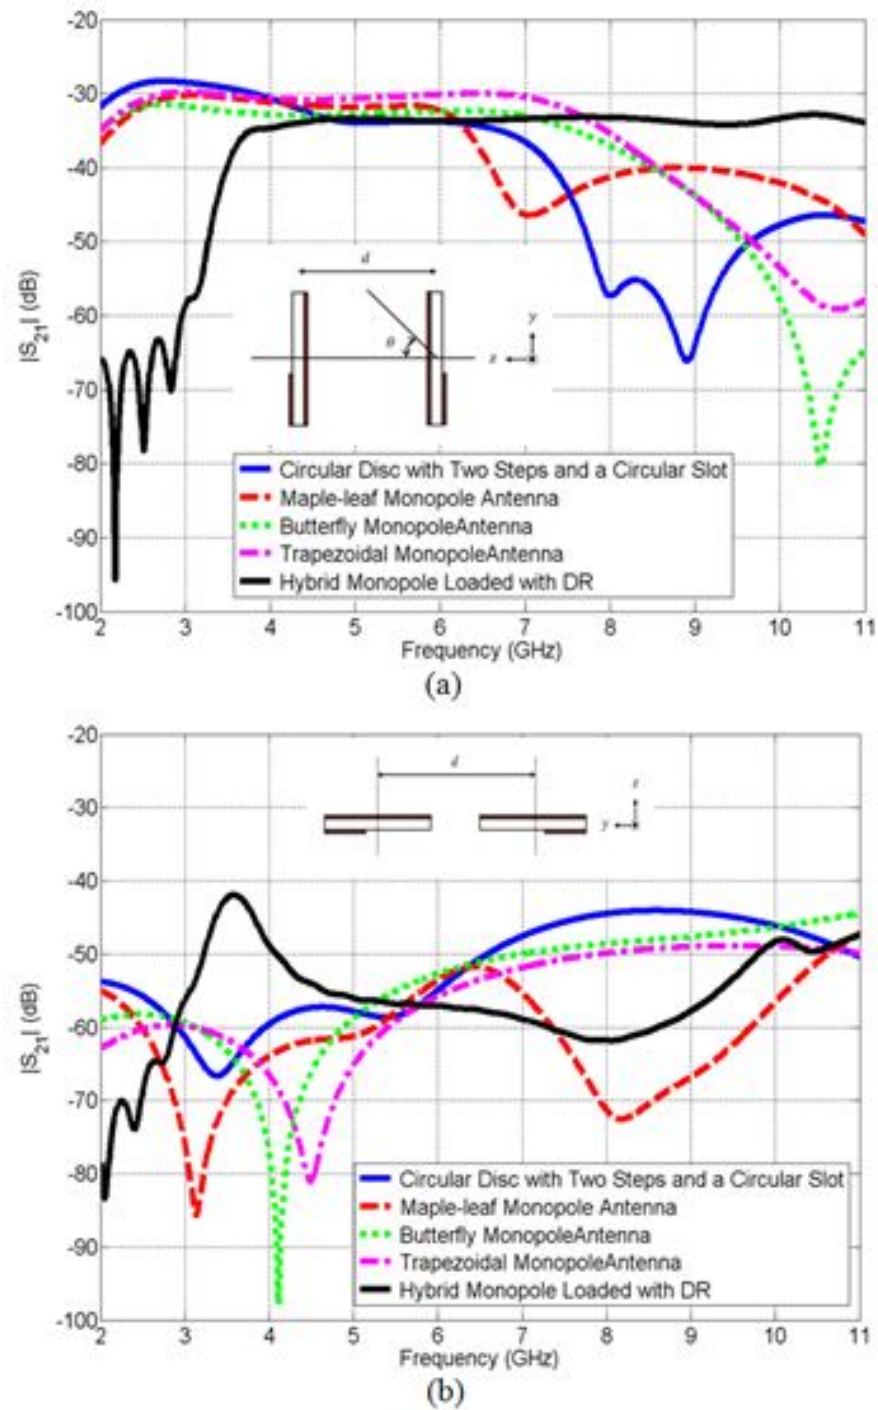 -20
-30
-40
-50
-60
-70
-80
-90
-100
|S21| (dB)
d
θ
y
z
Circular Disc with Two Steps and a Circular Slot
Maple-leaf Monopole Antenna
Butterfly MonopoleAntenna
Trapezoidal MonopoleAntenna
Hybrid Monopole Loaded with DR
2 3 4 5 6 7 8 9 10 11
Frequency (GHz)
(a)
-20
-30
-40
-50
-60
-70
-80
-90
-100
|S21| (dB)
d
y
Circular Disc with Two Steps and a Circular Slot
Maple-leaf Monopole Antenna
Butterfly MonopoleAntenna
Trapezoidal MonopoleAntenna
Hybrid Monopole Loaded with DR
2 3 4 5 6 7 8 9 10 11
Frequency (GHz)
(b)